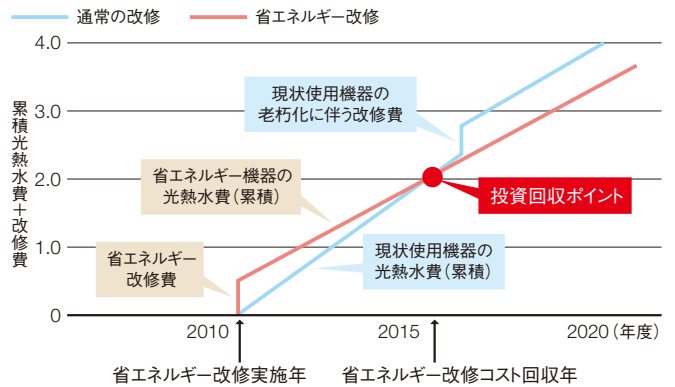 通常の改修
省エネルギー改修
累積光熱水費＋改修費
4.0
3.0
2.0
1.0
0
現状使用機器の
老朽化に伴う改修費
省エネルギー機器の
光熱水費（累積）
投資回収ポイント
省エネルギー
改修費
現状使用機器の
光熱水費（累積）
2010
2015
2020（年度）
省エネルギー改修実施年
省エネルギー改修コスト回収年